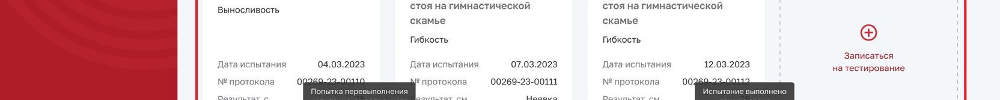 Выносливость
Дата испытания 04.03.2023
№ протокола 00269-23-00110
Результат, с
Попытка перевыполнения
стоя на гимнастической
скамье
Гибкость
Дата испытания 07.03.2023
№ протокола 00269-23-00111
Результат, см Неявка
стоя на гимнастической
скамье
Гибкость
Дата испытания 12.03.2023
№ протокола 00269-23-00112
Результат, см
Испытание выполнено
Записаться
на тестирование